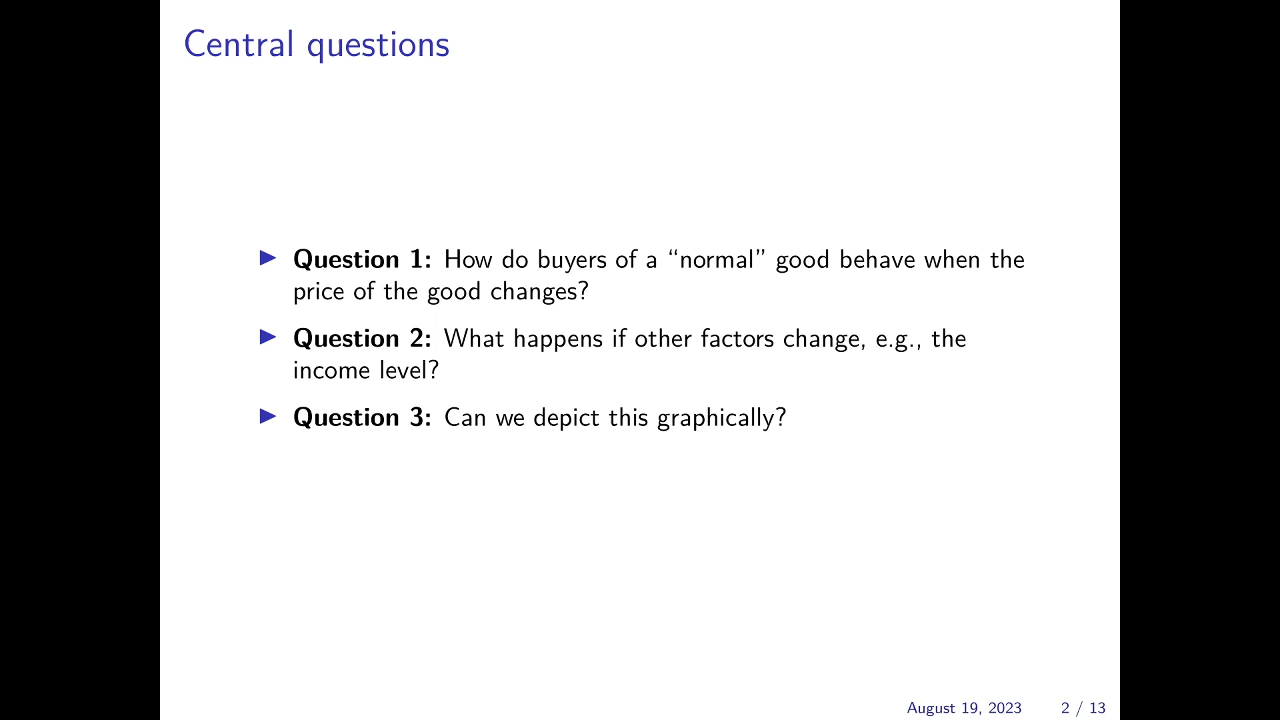 Central questions
▶ Question 1: How do buyers of a “normal” good behave when the
price of the good changes?
▶ Question 2: What happens if other factors change, e.g., the
income level?
▶ Question 3: Can we depict this graphically?
August 19, 2023 2 / 13